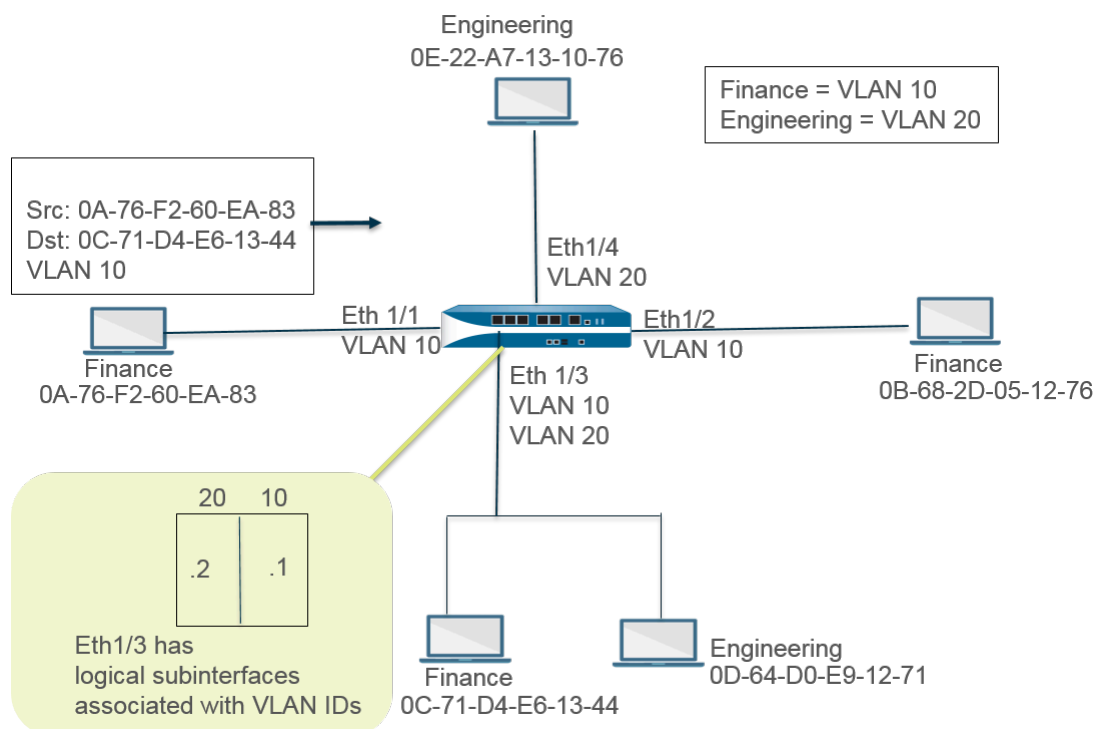 Engineering
0E-22-A7-13-10-76
Finance = VLAN 10
Engineering = VLAN 20
Src: 0A-76-F2-60-EA-83
Dst: 0C-71-D4-E6-13-44
VLAN 10
Eth1/4
VLAN 20
Eth 1/1
VLAN 10
Eth1/2
VLAN 10
Finance
0A-76-F2-60-EA-83
Finance
0B-68-2D-05-12-76
Eth 1/3
VLAN 10
VLAN 20
20 10
.2 .1
Eth1/3 has
logical subinterfaces
associated with VLAN IDs
Finance
0C-71-D4-E6-13-44
Engineering
0D-64-D0-E9-12-71